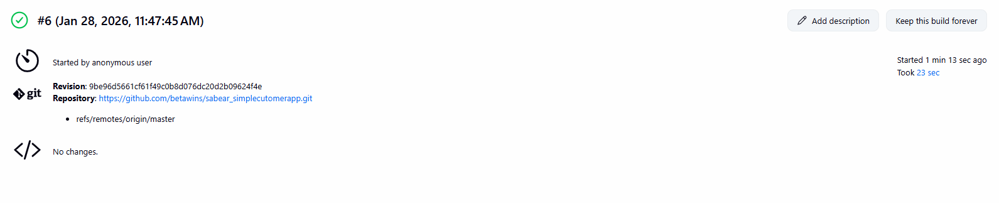 #6 (Jan 28, 2026, 11:47:45 AM)
Add description
Keep this build forever
Started by anonymous user
Started 1 min 13 sec ago
Took 23 sec
git
Revision: 9be96d5661cf61f49c0b8d076dc20d2b09624f4e
Repository: https://github.com/betawins/sabear_simplecutomerapp.git
refs/remotes/origin/master
No changes.